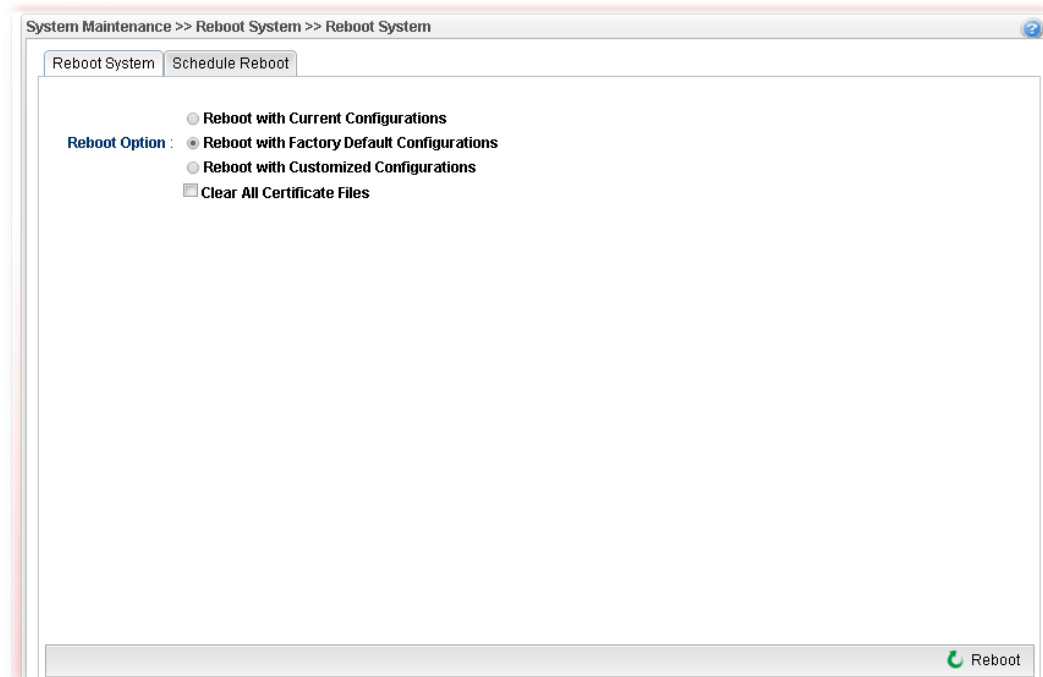 System Maintenance >> Reboot System >> Reboot System
?
Reboot System Schedule Reboot
Reboot with Current Configurations
Reboot Option : Reboot with Factory Default Configurations
Reboot with Customized Configurations
Clear All Certificate Files
Reboot